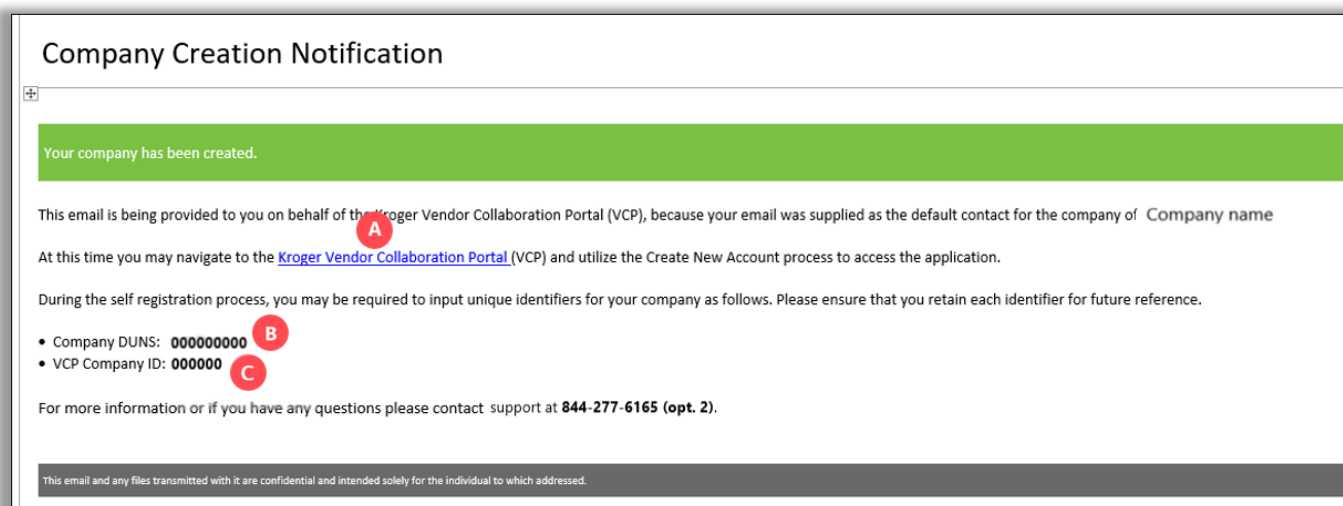 Company Creation Notification
Your company has been created.
This email is being provided to you on behalf of the Kroger Vendor Collaboration Portal (VCP), because your email was supplied as the default contact for the company of Company name
A
At this time you may navigate to the Kroger Vendor Collaboration Portal (VCP) and utilize the Create New Account process to access the application.
During the self registration process, you may be required to input unique identifiers for your company as follows. Please ensure that you retain each identifier for future reference.
• Company DUNS: 000000000 B
• VCP Company ID: 000000 C
For more information or if you have any questions please contact support at 844-277-6165 (opt. 2).
This email and any files transmitted with it are confidential and intended solely for the individual to which addressed.